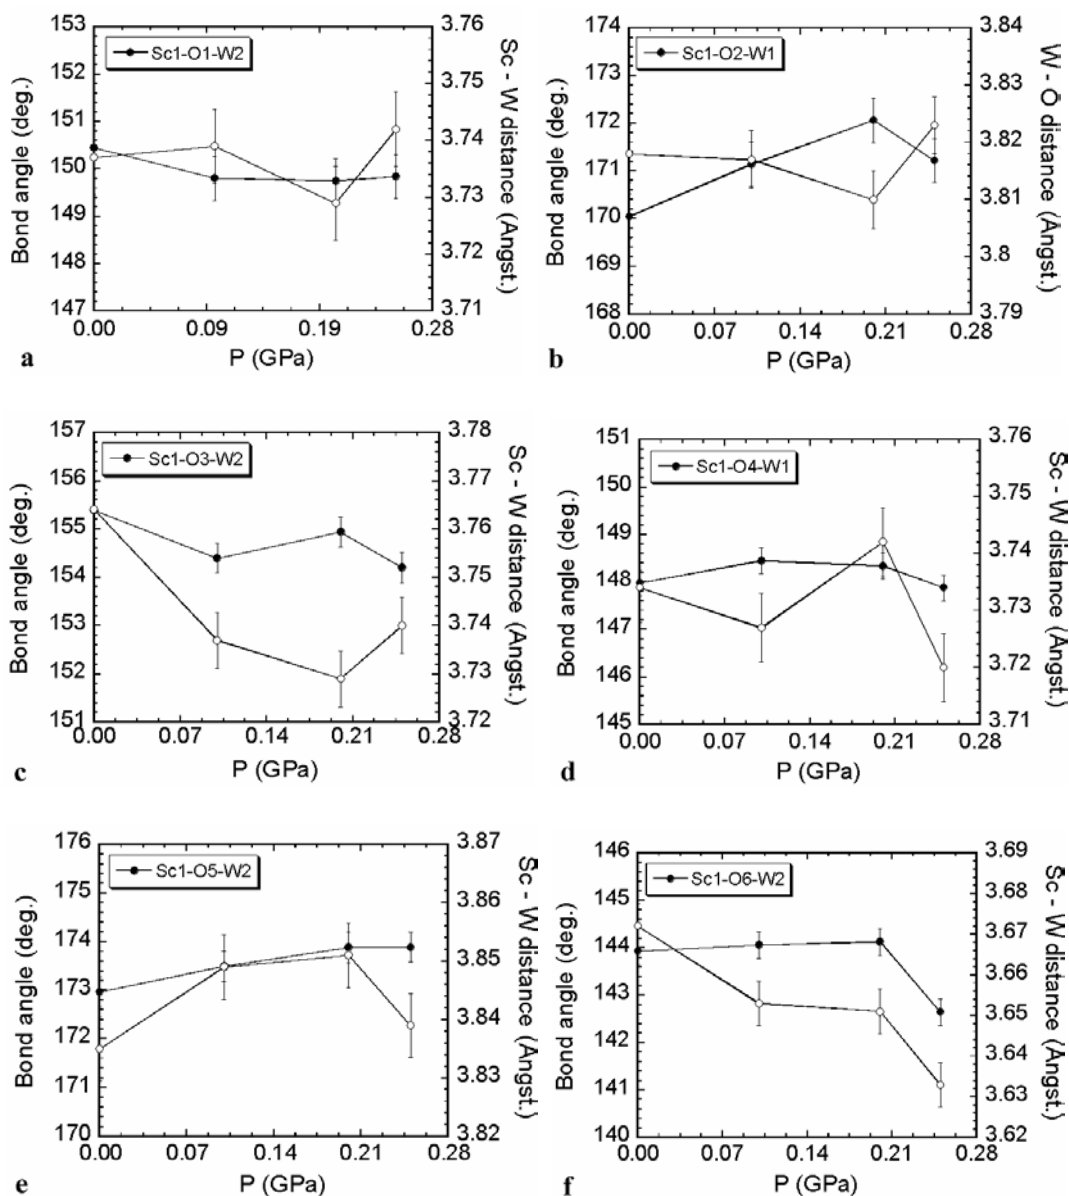 Sc1-O1-W2
Bond angle (deg.)
153
152
151
150
149
148
147
3.76
3.75
3.74
3.73
3.72
3.71
Sc - W distance (Angst.)
0.00 0.09 0.19 0.28
P (GPa)
a
Sc1-O2-W1
Bond angle (deg.)
174
173
172
171
170
169
168
3.84
3.83
3.82
3.81
3.8
3.79
W - O distance (Angst.)
0.00 0.07 0.14 0.21 0.28
P (GPa)
b
Sc1-O3-W2
Bond angle (deg.)
157
156
155
154
153
152
151
3.78
3.77
3.76
3.75
3.74
3.73
3.72
Sc - W distance (Angst.)
0.00 0.07 0.14 0.21 0.28
P (GPa)
c
Sc1-O4-W1
Bond angle (deg.)
151
150
149
148
147
146
145
3.76
3.75
3.74
3.73
3.72
3.71
Sc - W distance (Angst.)
0.00 0.07 0.14 0.21 0.28
P (GPa)
d
Sc1-O5-W2
Bond angle (deg.)
176
175
174
173
172
171
170
3.87
3.86
3.85
3.84
3.83
3.82
Sc - W distance (Angst.)
0.00 0.07 0.14 0.21 0.28
P (GPa)
e
Sc1-O6-W2
Bond angle (deg.)
146
145
144
143
142
141
140
3.69
3.68
3.67
3.66
3.65
3.64
3.63
3.62
Sc - W distance (Angst.)
0.00 0.07 0.14 0.21 0.28
P (GPa)
f